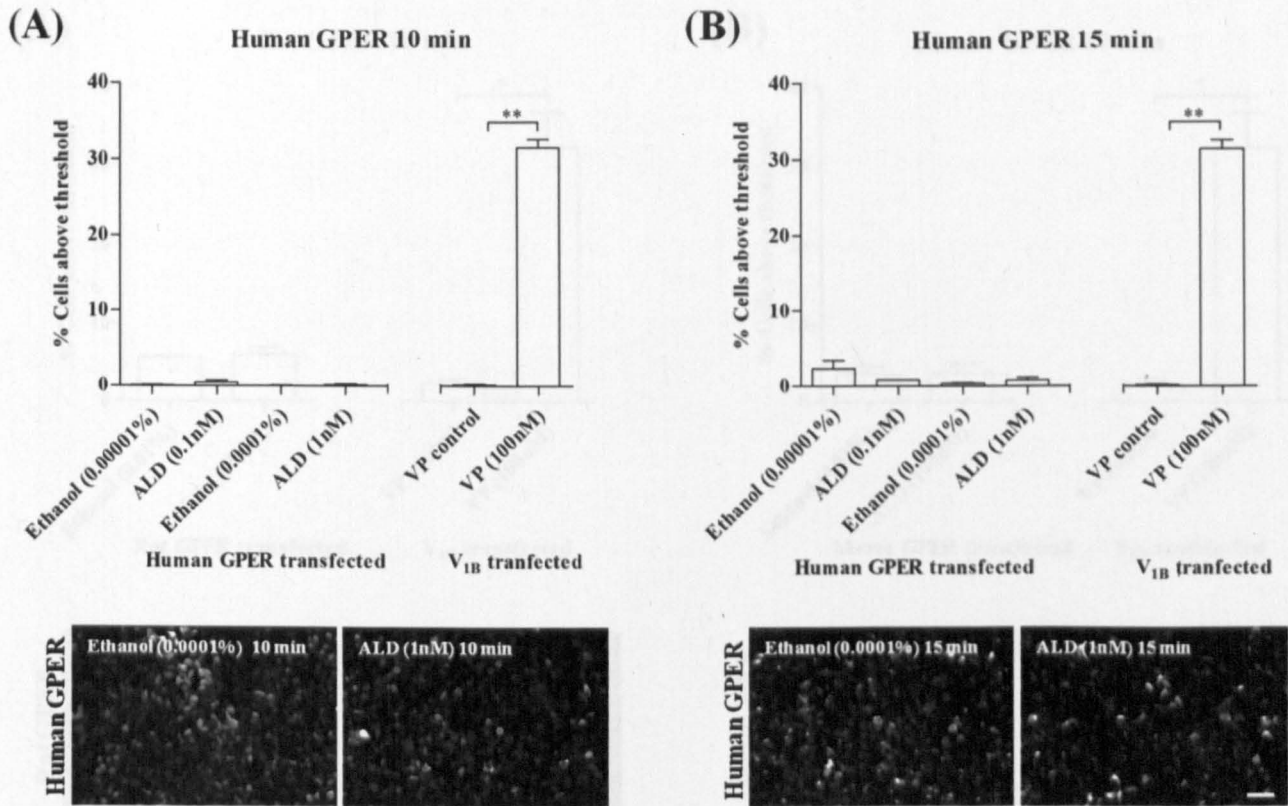 (A)
Human GPER 10 min
% Cells above threshold
40
30
20
10
0
**
Ethanol (0.00001%)
ALD (0.1nM)
Ethanol (0.0001%)
ALD (1nM)
VP control
VP (100nM)
Human GPER transfected
V1B tranfected
Human GPER
Ethanol (0.0001%) 10 min
ALD (1nM) 10 min
(B)
Human GPER 15 min
% Cells above threshold
40
30
20
10
0
**
Ethanol (0.00001%)
ALD (0.1nM)
Ethanol (0.0001%)
ALD (1nM)
VP control
VP (100nM)
Human GPER transfected
V1B tranfected
Human GPER
Ethanol (0.0001%) 15 min
ALD (1nM) 15 min